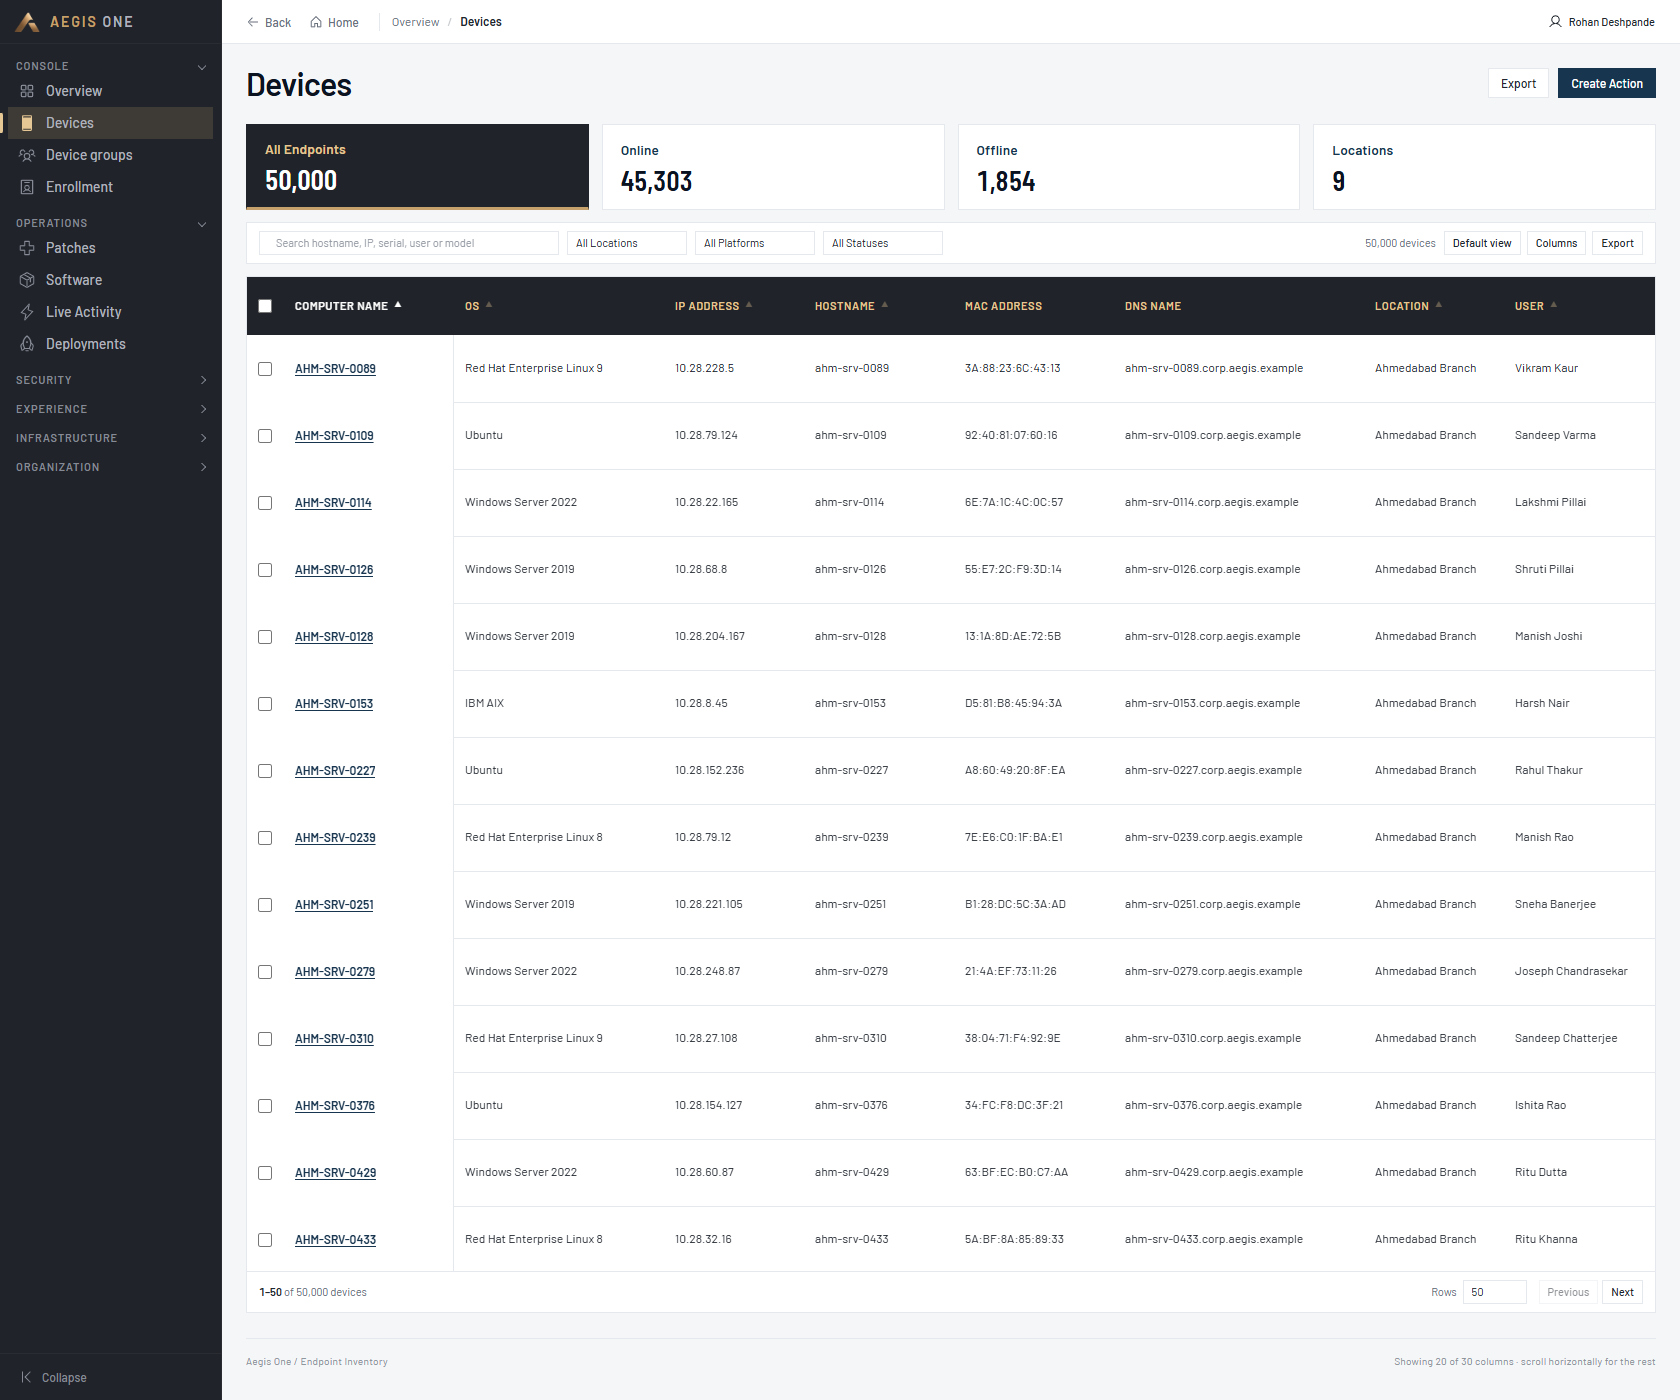 AEGIS ONE
Back Home Overview / Devices Rohan Deshpande
CONSOLE
Overview
Devices
Device groups
Enrollment
OPERATIONS
Patches
Software
Live Activity
Deployments
SECURITY
EXPERIENCE
INFRASTRUCTURE
ORGANIZATION
Collapse
Devices
Export Create Action
All Endpoints Online Offline Locations
50,000 45,303 1,854 9
Search hostname, IP, serial, user or model All Locations All Platforms All Statuses 50,000 devices Default view Columns Export
COMPUTER NAME OS IP ADDRESS HOSTNAME MAC ADDRESS DNS NAME LOCATION USER
AHM-SRV-0089 Red Hat Enterprise Linux 9 10.28.228.5 ahm-srv-0089 3A:88:23:6C:43:13 ahm-srv-0089.corp.aegis.example Ahmedabad Branch Vikram Kaur
AHM-SRV-0109 Ubuntu 10.28.79.124 ahm-srv-0109 92:40:81:07:60:16 ahm-srv-0109.corp.aegis.example Ahmedabad Branch Sandeep Varma
AHM-SRV-0114 Windows Server 2022 10.28.22.165 ahm-srv-0114 6E:7A:1C:4C:0C:57 ahm-srv-0114.corp.aegis.example Ahmedabad Branch Lakshmi Pillai
AHM-SRV-0126 Windows Server 2019 10.28.68.8 ahm-srv-0126 55:E7:2C:F9:3D:14 ahm-srv-0126.corp.aegis.example Ahmedabad Branch Shruti Pillai
AHM-SRV-0128 Windows Server 2019 10.28.204.167 ahm-srv-0128 13:1A:8D:AE:72:5B ahm-srv-0128.corp.aegis.example Ahmedabad Branch Manish Joshi
AHM-SRV-0153 IBM AIX 10.28.8.45 ahm-srv-0153 D5:81:B8:45:94:3A ahm-srv-0153.corp.aegis.example Ahmedabad Branch Harsh Nair
AHM-SRV-0227 Ubuntu 10.28.152.236 ahm-srv-0227 A8:60:49:20:8F:EA ahm-srv-0227.corp.aegis.example Ahmedabad Branch Rahul Thakur
AHM-SRV-0239 Red Hat Enterprise Linux 8 10.28.79.12 ahm-srv-0239 7E:E6:C0:1F:BA:E1 ahm-srv-0239.corp.aegis.example Ahmedabad Branch Manish Rao
AHM-SRV-0251 Windows Server 2019 10.28.221.105 ahm-srv-0251 B1:28:DC:5C:3A:AD ahm-srv-0251.corp.aegis.example Ahmedabad Branch Sneha Banerjee
AHM-SRV-0279 Windows Server 2022 10.28.248.87 ahm-srv-0279 21:4A:EF:73:11:26 ahm-srv-0279.corp.aegis.example Ahmedabad Branch Joseph Chandrasekar
AHM-SRV-0310 Red Hat Enterprise Linux 9 10.28.27.108 ahm-srv-0310 38:04:71:F4:92:9E ahm-srv-0310.corp.aegis.example Ahmedabad Branch Sandeep Chatterjee
AHM-SRV-0376 Ubuntu 10.28.154.127 ahm-srv-0376 34:FC:F8:DC:3F:21 ahm-srv-0376.corp.aegis.example Ahmedabad Branch Ishita Rao
AHM-SRV-0429 Windows Server 2022 10.28.60.87 ahm-srv-0429 63:BF:EC:B0:C7:AA ahm-srv-0429.corp.aegis.example Ahmedabad Branch Ritu Dutta
AHM-SRV-0433 Red Hat Enterprise Linux 8 10.28.32.16 ahm-srv-0433 5A:BF:8A:85:89:33 ahm-srv-0433.corp.aegis.example Ahmedabad Branch Ritu Khanna
1–50 of 50,000 devices Rows 50 Previous Next
Aegis One / Endpoint Inventory Showing 20 of 30 columns · scroll horizontally for the rest